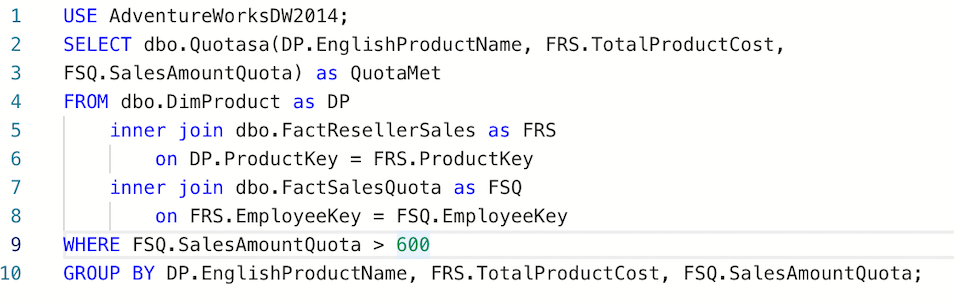 1 USE AdventureWorksDW2014;
2 SELECT dbo.Quotasa(DP.EnglishProductName, FRS.TotalProductCost,
3 FSQ.SalesAmountQuota) as QuotaMet
4 FROM dbo.DimProduct as DP
5 inner join dbo.FactResellerSales as FRS
6 on DP.ProductKey = FRS.ProductKey
7 inner join dbo.FactSalesQuota as FSQ
8 on FRS.EmployeeKey = FSQ.EmployeeKey
9 WHERE FSQ.SalesAmountQuota > 600
10 GROUP BY DP.EnglishProductName, FRS.TotalProductCost, FSQ.SalesAmountQuota;